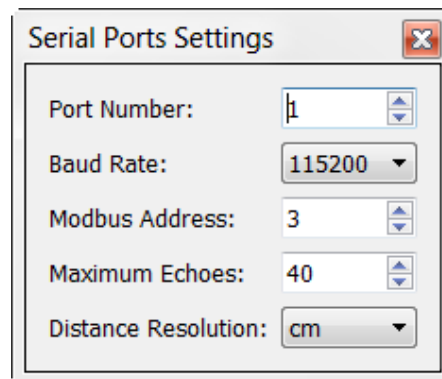 Serial Ports Settings
Port Number: 1
Baud Rate: 115200
Modbus Address: 3
Maximum Echoes: 40
Distance Resolution: cm